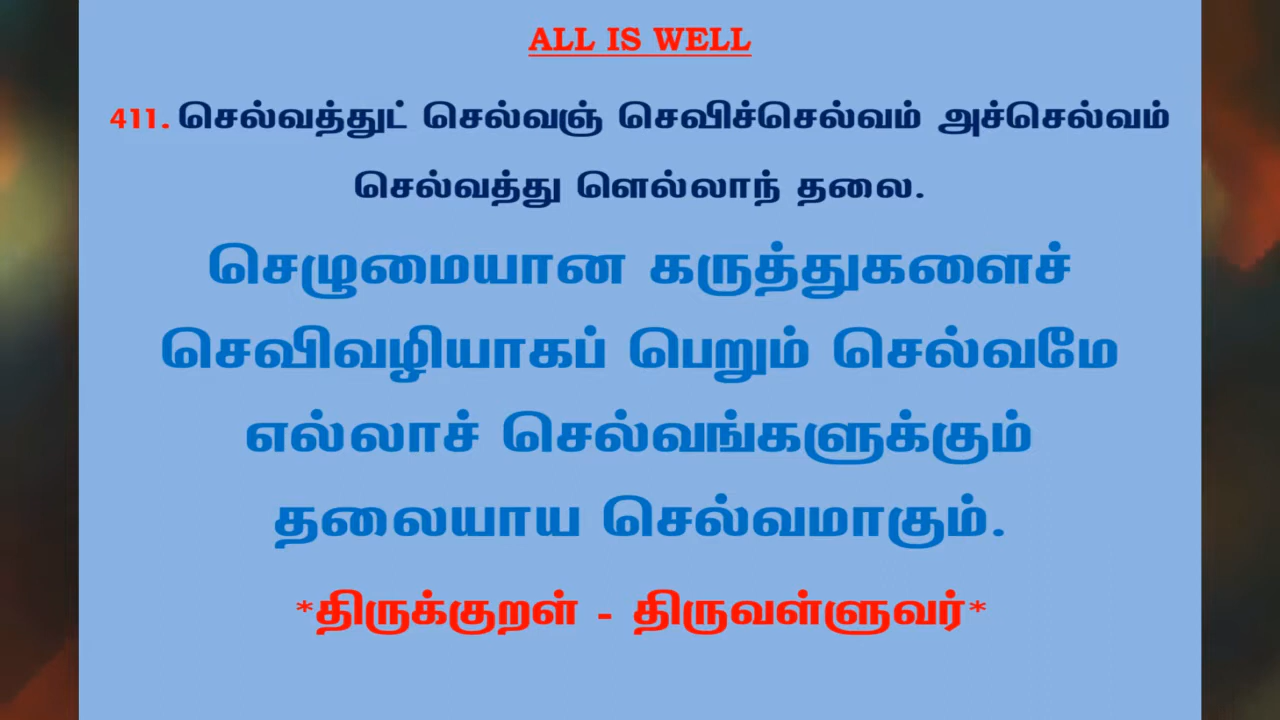 ALL IS WELL
411. செல்வத்துட் செல்வஞ் செவிச்செல்வம் அச்செல்வம்
செல்வத்து ளெல்லாந் தலை.
செழுமையான கருத்துகளைச்
செவிவழியாகப் பெறும் செல்வமே
எல்லாச் செல்வங்களுக்கும்
தலையாய செல்வமாகும்.
*திருக்குறள் - திருவள்ளுவர்*